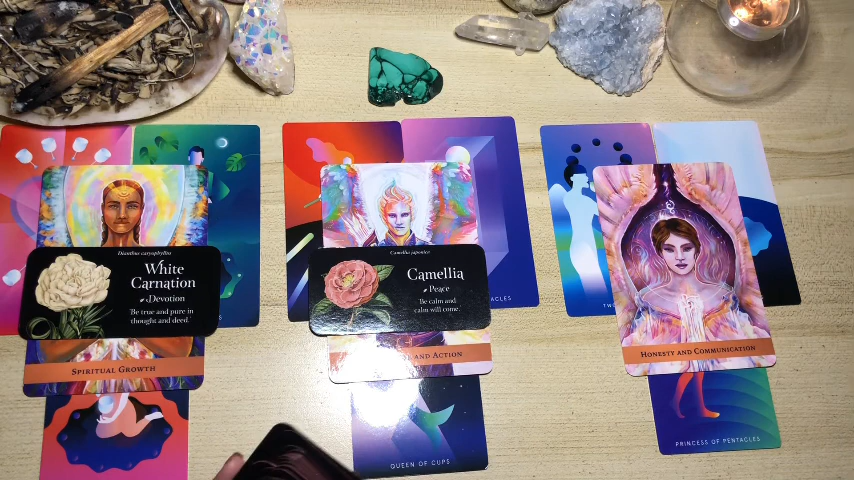 Dianthus caryophyllus
White
Carnation
Devotion
Be true and pure in
thought and deed.
SPIRITUAL GROWTH
Camellia japonica
Camellia
Peace
Be calm and
calm will come.
AND ACTION
QUEEN OF CUPS
HONESTY AND COMMUNICATION
PRINCESS OF PENTACLES